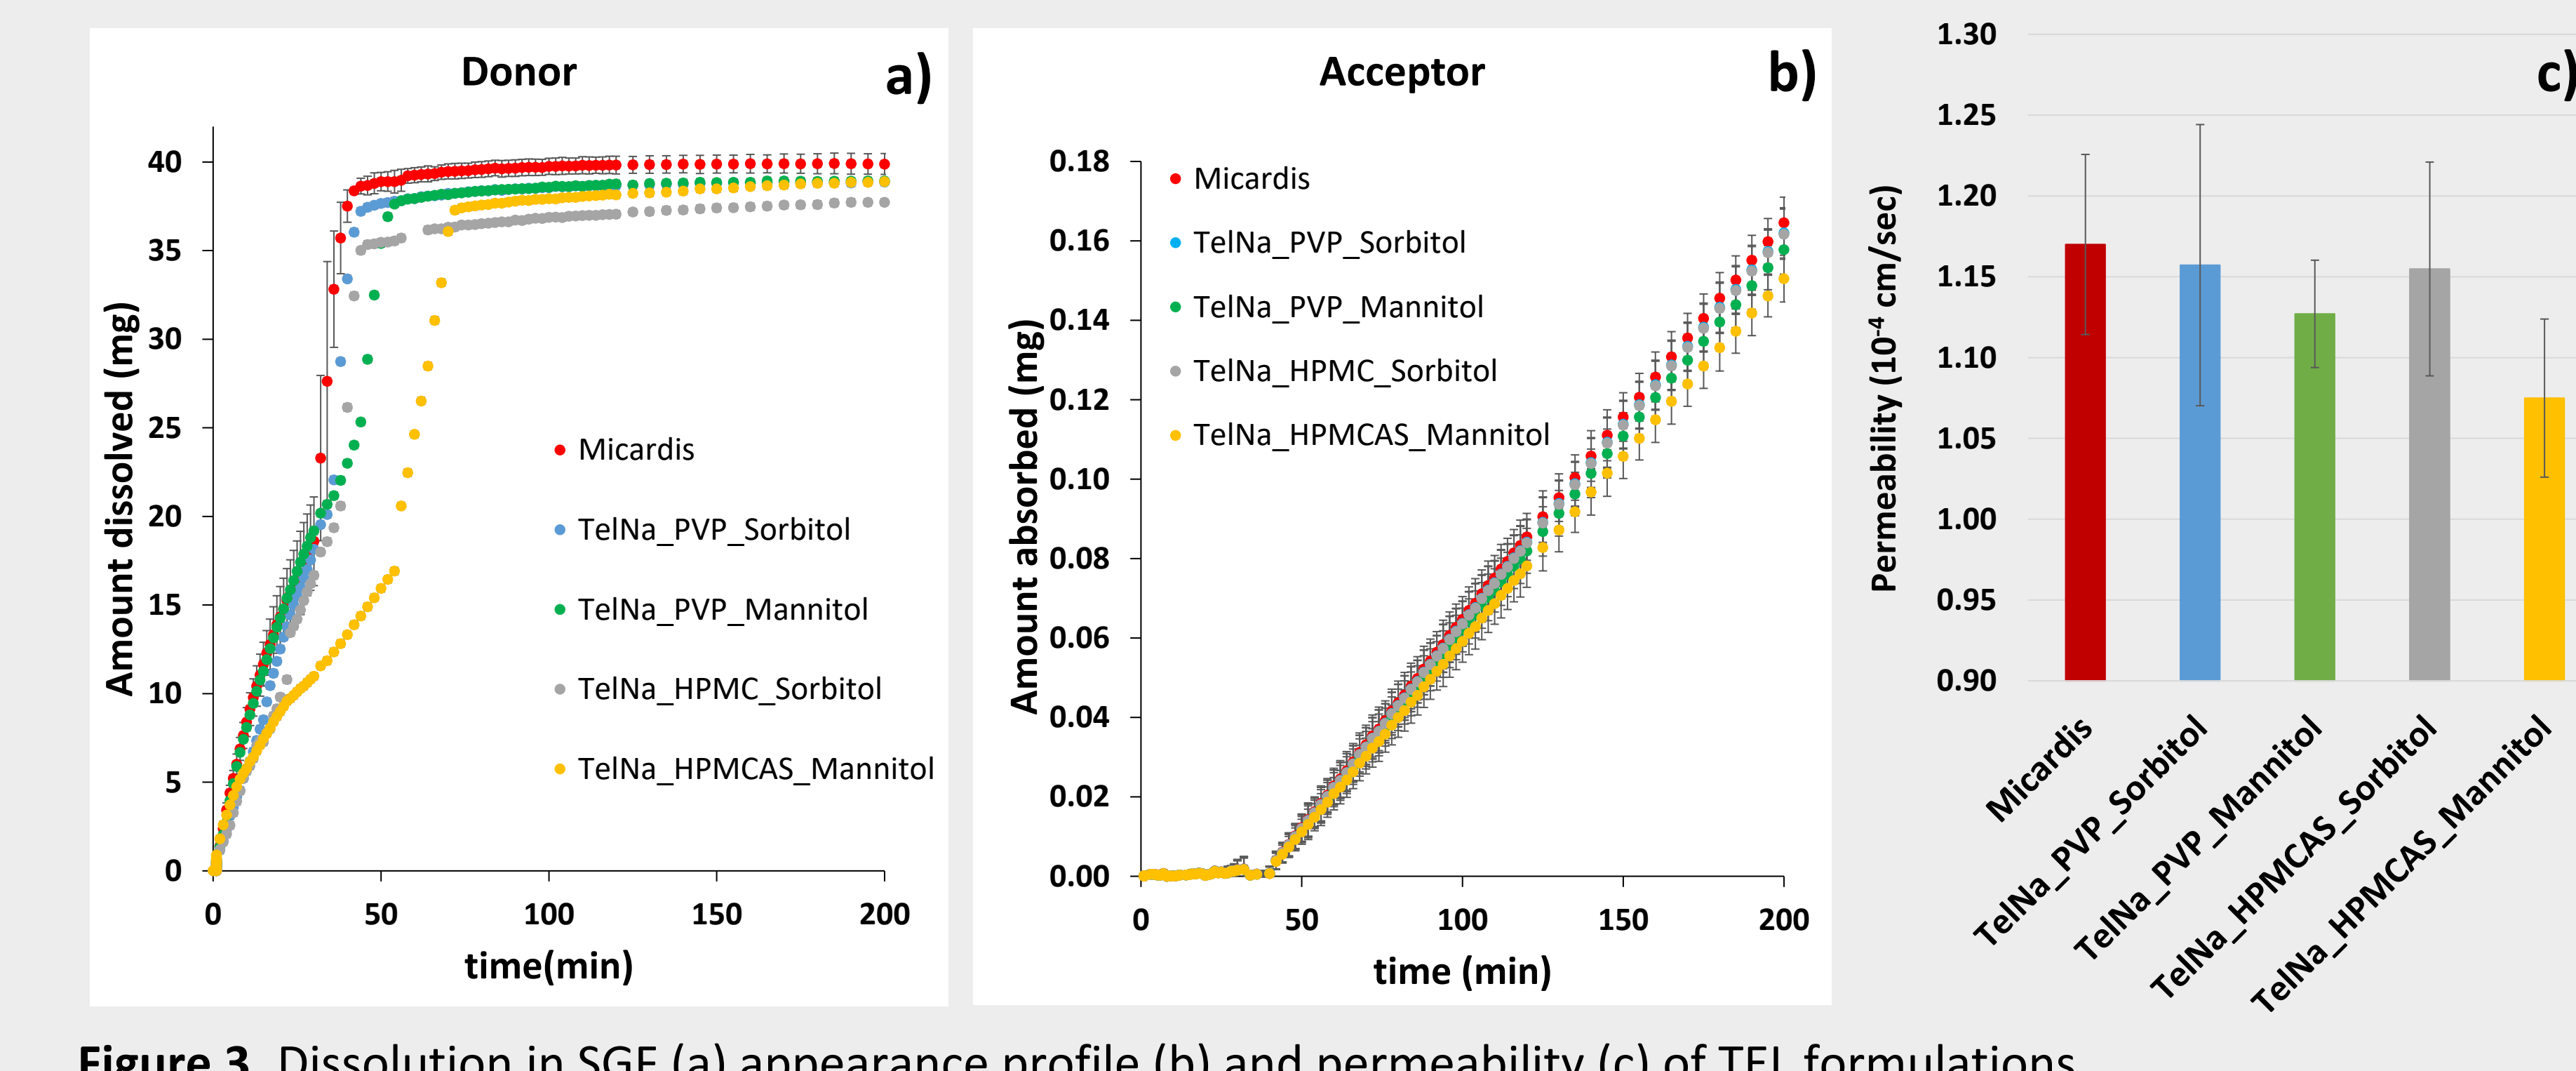 Donor
a)
Amount dissolved (mg)
40
35
30
25
20
15
10
5
0
Micardis
TelNa_PVP_Sorbitol
TelNa_PVP_Mannitol
TelNa_HPMC_Sorbitol
TelNa_HPMCAS_Mannitol
0 50 100 150 200
time(min)
Acceptor
b)
Amount absorbed (mg)
0.18
0.16
0.14
0.12
0.10
0.08
0.06
0.04
0.02
0.00
Micardis
TelNa_PVP_Sorbitol
TelNa_PVP_Mannitol
TelNa_HPMC_Sorbitol
TelNa_HPMCAS_Mannitol
0 50 100 150 200
time (min)
c)
Permeability (10⁻⁴ cm/sec)
1.30
1.25
1.20
1.15
1.10
1.05
1.00
0.95
0.90
Micardis
TelNa_PVP_Sorbitol
TelNa_PVP_Mannitol
TelNa_HPMCAS_Sorbitol
TelNa_HPMCAS_Mannitol
Figure 3. Dissolution in SGF (a) appearance profile (b) and permeability (c) of TEL formulations